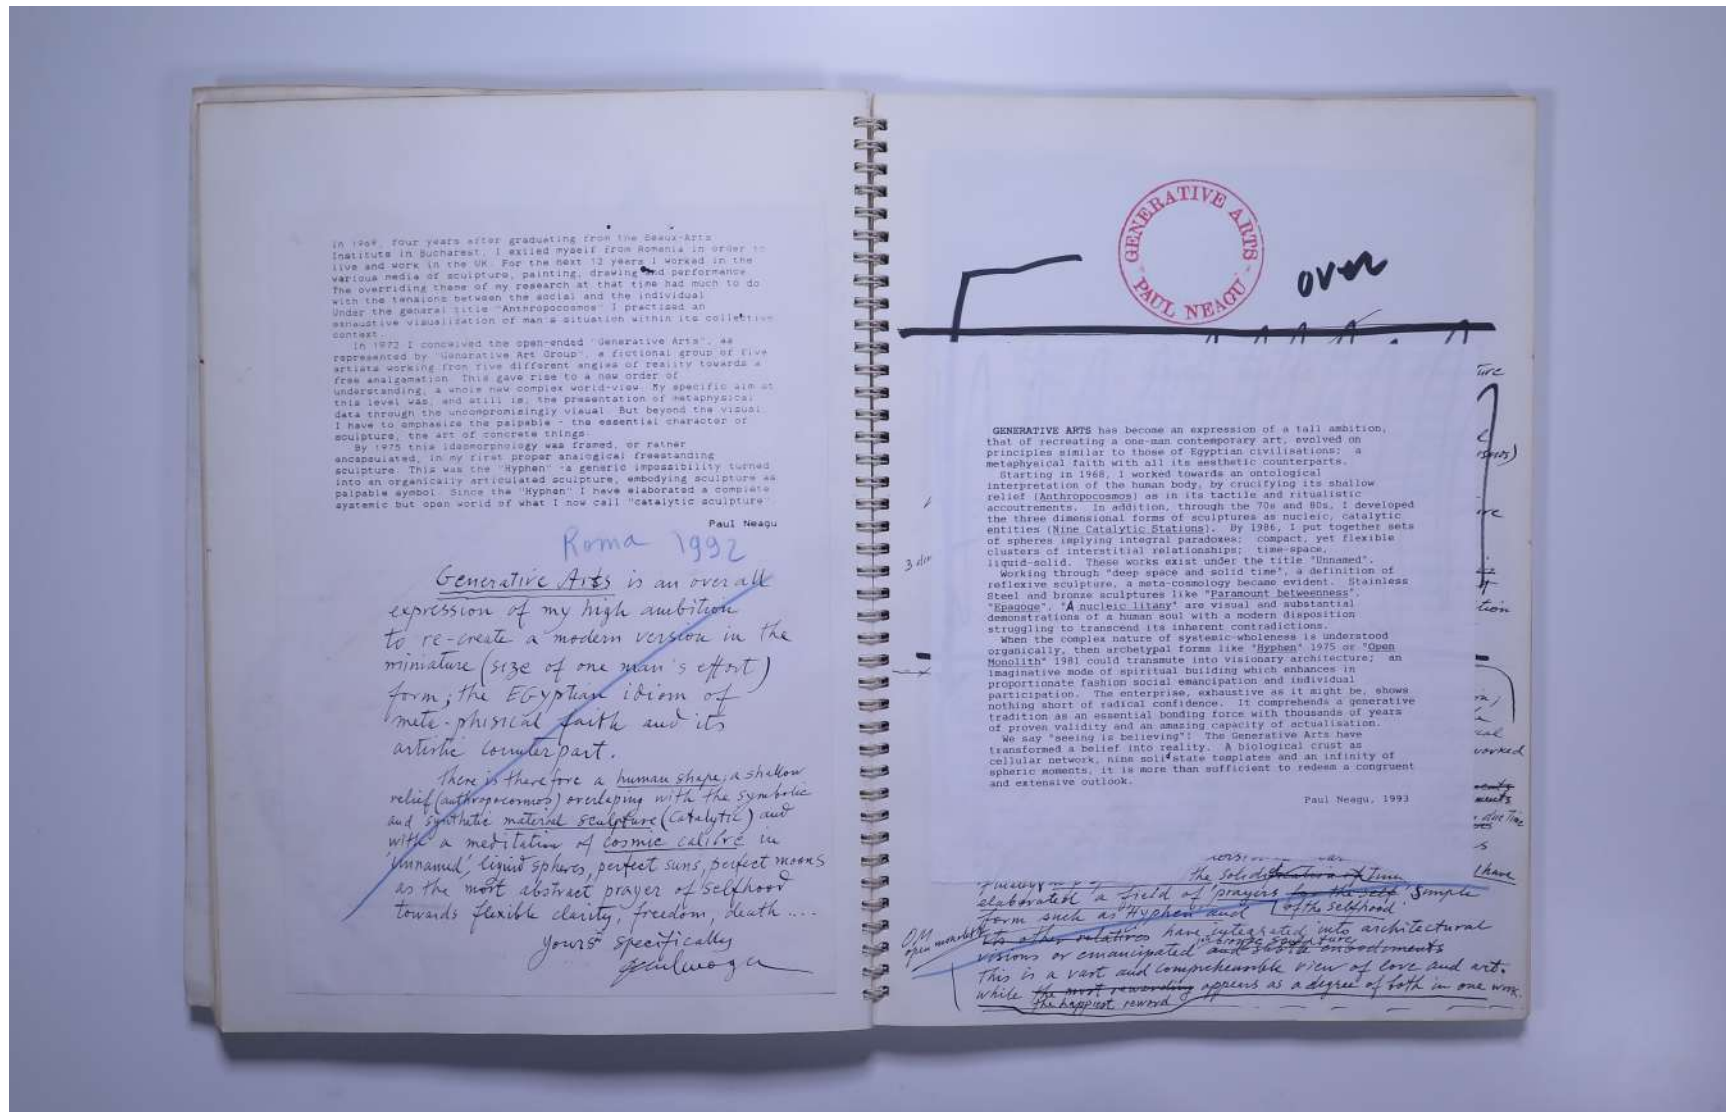 In 1969, four years after graduating from the Beaux-Arts
Institute in Bucharest, I exiled myself from Romania in order to
live and work in the UK. For the next 12 years I worked in the
various media of sculpture, painting, drawing and performance
The overriding theme of my research at that time had much to do
with the tensions between the social and the individual
Under the general title "Anthropocosmos" I practised an
exhaustive visualization of man's situation within its collective
context.
In 1972 I conceived the open-ended "Generative Arts", as
represented by "Generative Art Group", a fictional group of five
artists working from five different angles of reality towards a
free amalgamation. This gave rise to a new order of
understanding, a whole new complex world-view. My specific aim at
this level was, and still is, the presentation of metaphysical
data through the uncompromisingly visual. But beyond the visual,
I have to emphasize the palpable - the essential character of
sculpture, the art of concrete things.
By 1975 this ideomorphology was framed, or rather
encapsulated, in my first proper analogical freestanding
sculpture. This was the "Hyphen" -a generic impossibility turned
into an organically articulated sculpture, embodying sculpture as
palpable symbol. Since the "Hyphen" I have elaborated a complete
systemic but open world of what I now call "catalytic sculpture"
Paul Neagu
Roma 1992
Generative Arts is an over all
expression of my high ambition
to re-create a modern version in the
miniature (size of one man's effort)
form; the EGyptian idiom of
meta-phisical faith and its
artistic counterpart.
there is therefore a human shape, a shallow
relief (anthropocosmos) overlaping with the symbolic
and synthetic material sculpture (catalytic) and
with a meditation of cosmic calibre in
'Unnamed', liquid spheres, perfect suns, perfect moons
as the most abstract prayer of selfhood
towards flexible clarity, freedom, death ....
Yours specifically
GENERATIVE ARTS
PAUL NEAGU
over
GENERATIVE ARTS has become an expression of a tall ambition,
that of recreating a one-man contemporary art, evolved on
principles similar to those of Egyptian civilisations; a
metaphysical faith with all its aesthetic counterparts.
Starting in 1968, I worked towards an ontological
interpretation of the human body, by crucifying its shallow
relief (Anthropocosmos) as in its tactile and ritualistic
accoutrements. In addition, through the 70s and 80s, I developed
the three dimensional forms of sculptures as nucleic, catalytic
entities (Nine Catalytic Stations). By 1986, I put together sets
of spheres implying integral paradoxes; compact, yet flexible
clusters of interstitial relationships; time-space,
liquid-solid. These works exist under the title "Unnamed".
Working through "deep space and solid time", a definition of
reflexive sculpture, a meta-cosmology became evident. Stainless
Steel and bronze sculptures like "Paramount betweenness",
"Epagoge", "A nucleic litany" are visual and substantial
demonstrations of a human soul with a modern disposition
struggling to transcend its inherent contradictions.
When the complex nature of systemic-wholeness is understood
organically, then archetypal forms like "Hyphen" 1975 or "Open
Monolith" 1981 could transmute into visionary architecture; an
imaginative mode of spiritual building which enhances in
proportionate fashion social emancipation and individual
participation. The enterprise, exhaustive as it might be, shows
nothing short of radical confidence. It comprehends a generative
tradition as an essential bonding force with thousands of years
of proven validity and an amazing capacity of actualisation.
We say "seeing is believing"! The Generative Arts have
transformed a belief into reality. A biological crust as
cellular network, nine solid state templates and an infinity of
spheric moments, it is more than sufficient to redeem a congruent
and extensive outlook.
Paul Neagu, 1993
worked
have
the solidification of time
elaborated a field of 'prayers for the self' Simple
form such as 'Hyphen' and of the selfhood
open monolith its other relatives have integrated into architectural
visions or emancipated and subtle embodiments
This is a vast and comprehensible view of love and art.
while the most rewarding appears as a degree of both in one work.
the happiest reword